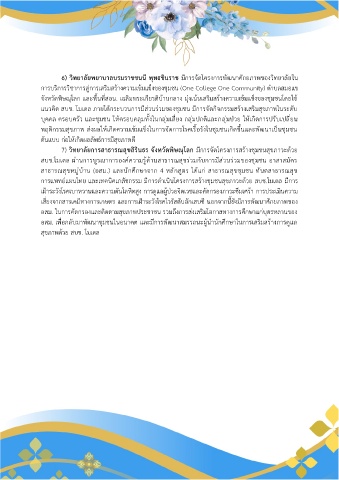 6) วิทยาลัยพยาบาลบรมราชชนนี พุทธชินราช มีการจัดโครงการพัฒนาศักยภาพของวิทยาลัยใน
การบริการวิชาการสู่การเสริมสร้างความเข้มแข็งของชุมชน (One College One Community) ตำบลสมอแข
จังหวัดพิษณุโลก และพื้นที่สอน. เฉลิมพระเกียรติบ้านกลาง มุ่งเน้นเสริมสร้างความเข้มแข็งของชุมชนโดยใช้
แนวคิด สบช. โมเดล ภายใต้กระบวนการมีส่วนร่วมของชุมชน มีการจัดกิจกรรมสร้างเสริมสุขภาพในระดับ
บุคคล ครอบครัว และชุมชน ให้ครอบคลุมทั้งในกลุ่มเสี่ยง กลุ่มปกติและกลุ่มป่วย ให้เกิดการปรับเปลี่ยน
พฤติกรรมสุขภาพ ส่งผลให้เกิดความเข้มแข็งในการจัดการโรคเรื้อรังในชุมชนเกิดขึ้นและพัฒนาเป็นชุมชน
ต้นแบบ ก่อให้เกิดผลลัพธ์การมีสุขภาพดี
7) วิทยาลัยการสาธารณสุขสิรินธร จังหวัดพิษณุโลก มีการจัดโครงการสร้างชุมชนสุขภาวะด้วย
สบช.โมเดล ผ่านการบูรณาการองค์ความรู้ด้านสาธารณสุขร่วมกับการมีส่วนร่วมของชุมชน อาสาสมัคร
สาธารณสุขหมู่บ้าน (อสม.) และนักศึกษาจาก 4 หลักสูตร ได้แก่ สาธารณสุขชุมชน ทันตสาธารณสุข
การแพทย์แผนไทย และเทคนิคเภสัชกรรม มีการดำเนินโครงการสร้างชุมชนสุขภาวะด้วย สบช.โมเดล มีการ
เฝ้าระวังโรคเบาหวานและความดันโลหิตสูง การดูแลผู้ป่วยจิตเวชและคัดกรองภาวะซึมเศร้า การประเมินความ
เสี่ยงจากสารเคมีทางการเกษตร และการเฝ้าระวังโรคไวรัสตับอักเสบซี นอกจากนี้ยังมีการพัฒนาศักยภาพของ
อสม. ในการคัดกรองและติดตามสุขภาพประชาชน รวมถึงการส่งเสริมโอกาสทางการศึกษาแก่บุตรหลานของ
อสม. เพื่อกลับมาพัฒนาชุมชนในอนาคต และมีการพัฒนาสมรรถนะผู้นำนักศึกษาในการเสริมสร้างการดูแล
สุขภาพด้วย สบช. โมเดล